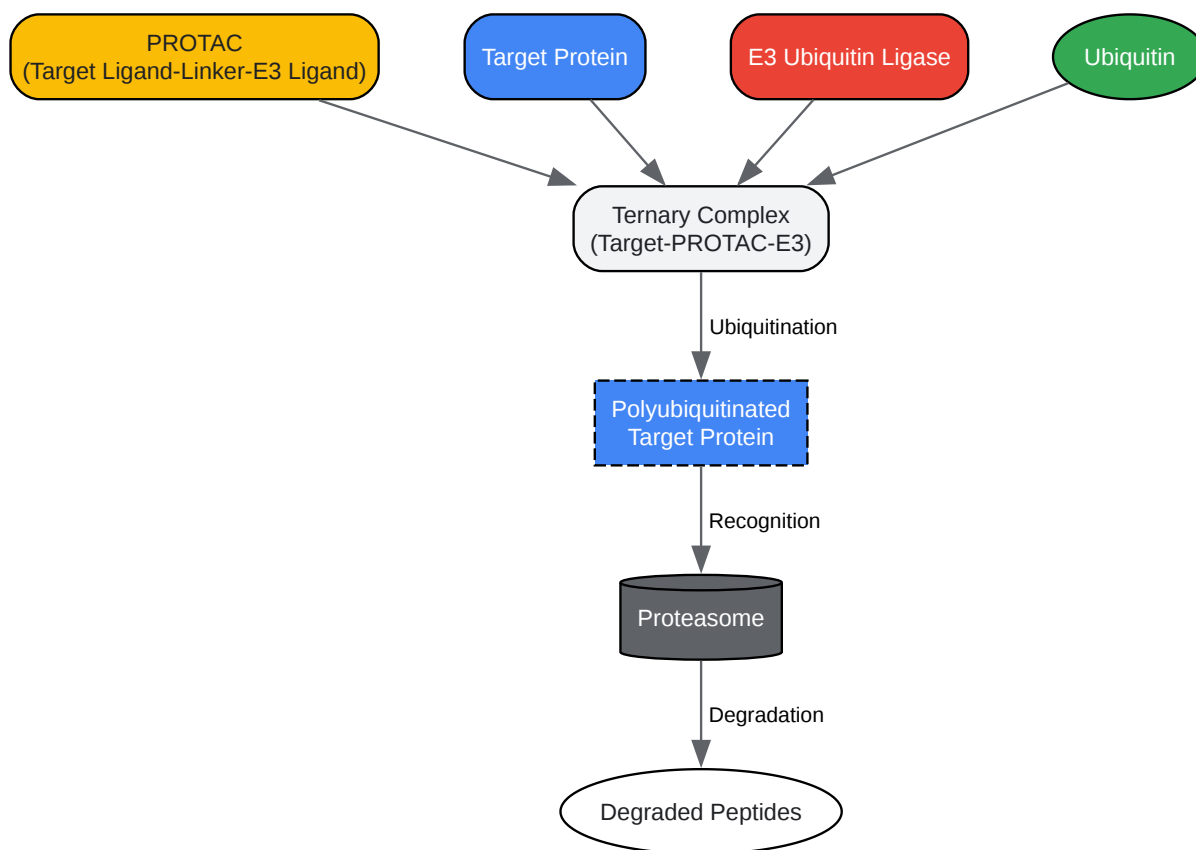 PROTAC
(Target Ligand-Linker-E3 Ligand)
Target Protein
E3 Ubiquitin Ligase
Ubiquitin
Ternary Complex
(Target-PROTAC-E3)
Ubiquitination
Polyubiquitinated
Target Protein
Recognition
Proteasome
Degradation
Degraded Peptides